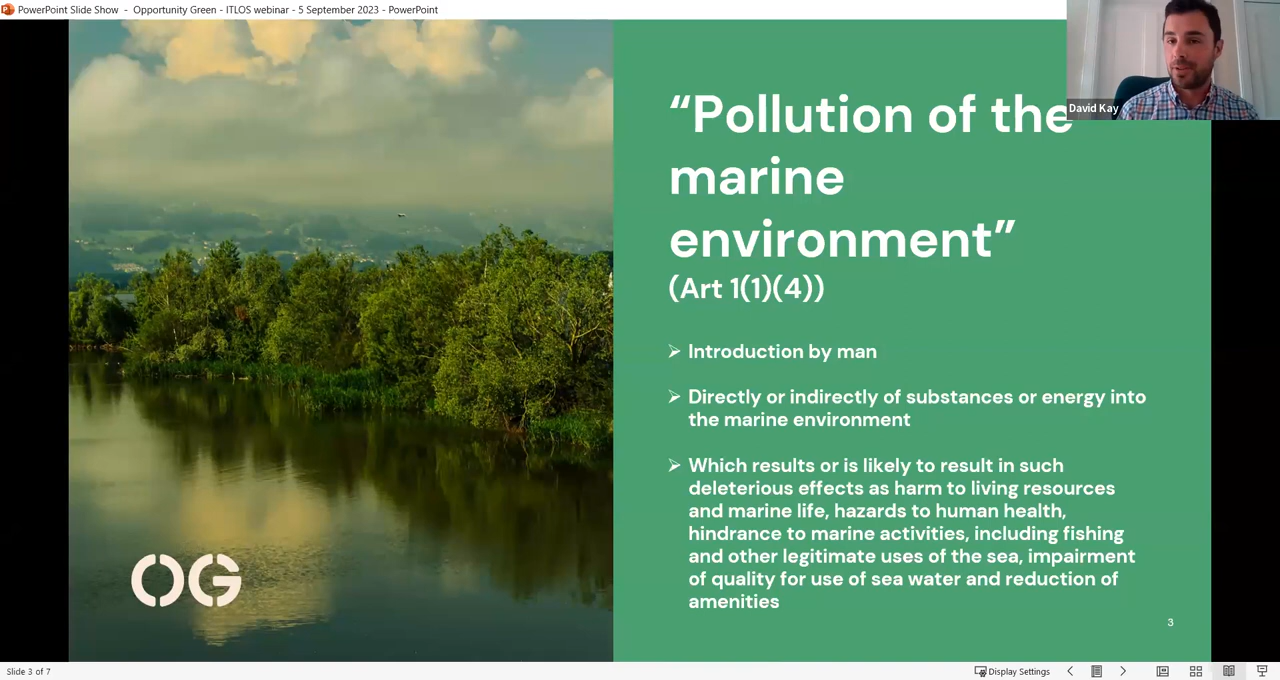 PowerPoint Slide Show - Opportunity Green - ITLOS webinar - 5 September 2023 - PowerPoint
David Kay
“Pollution of the
marine
environment”
(Art 1(1)(4))
➢ Introduction by man
➢ Directly or indirectly of substances or energy into
the marine environment
➢ Which results or is likely to result in such
deleterious effects as harm to living resources
and marine life, hazards to human health,
hindrance to marine activities, including fishing
and other legitimate uses of the sea, impairment
of quality for use of sea water and reduction of
amenities
OG
3
Slide 3 of 7
Display Settings